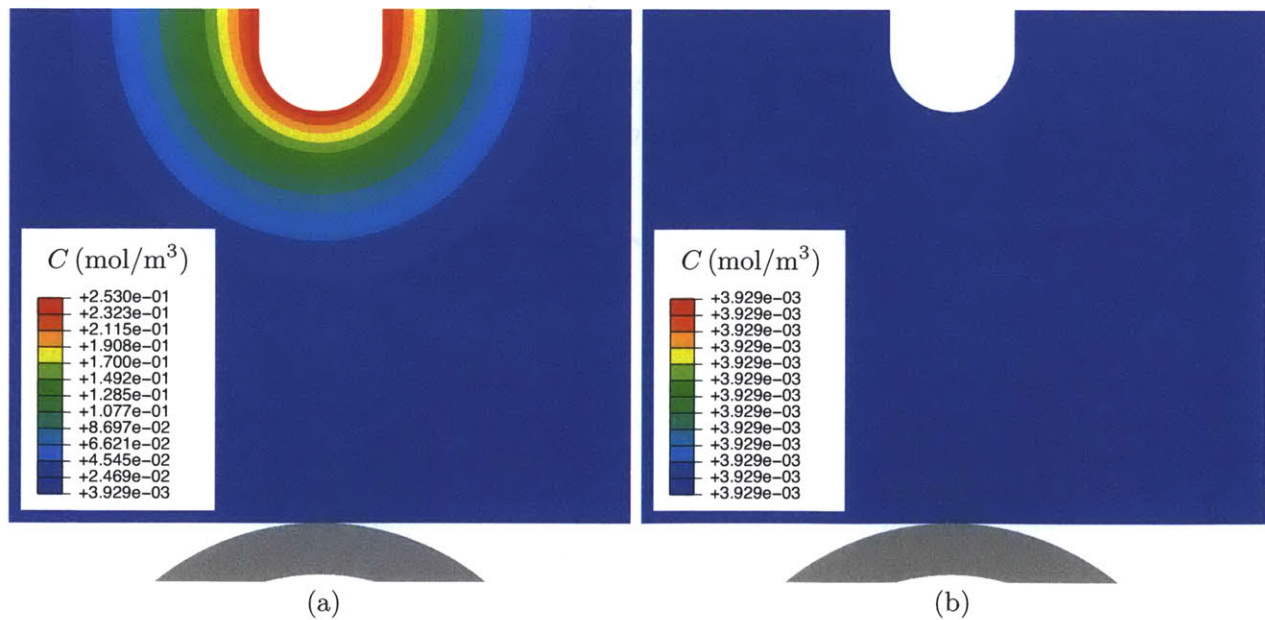 C (mol/m³)
+2.530e-01
+2.323e-01
+2.115e-01
+1.908e-01
+1.700e-01
+1.492e-01
+1.285e-01
+1.077e-01
+8.697e-02
+6.621e-02
+4.545e-02
+2.469e-02
+3.929e-03
(a)
C (mol/m³)
+3.929e-03
+3.929e-03
+3.929e-03
+3.929e-03
+3.929e-03
+3.929e-03
+3.929e-03
+3.929e-03
+3.929e-03
+3.929e-03
+3.929e-03
+3.929e-03
+3.929e-03
(b)